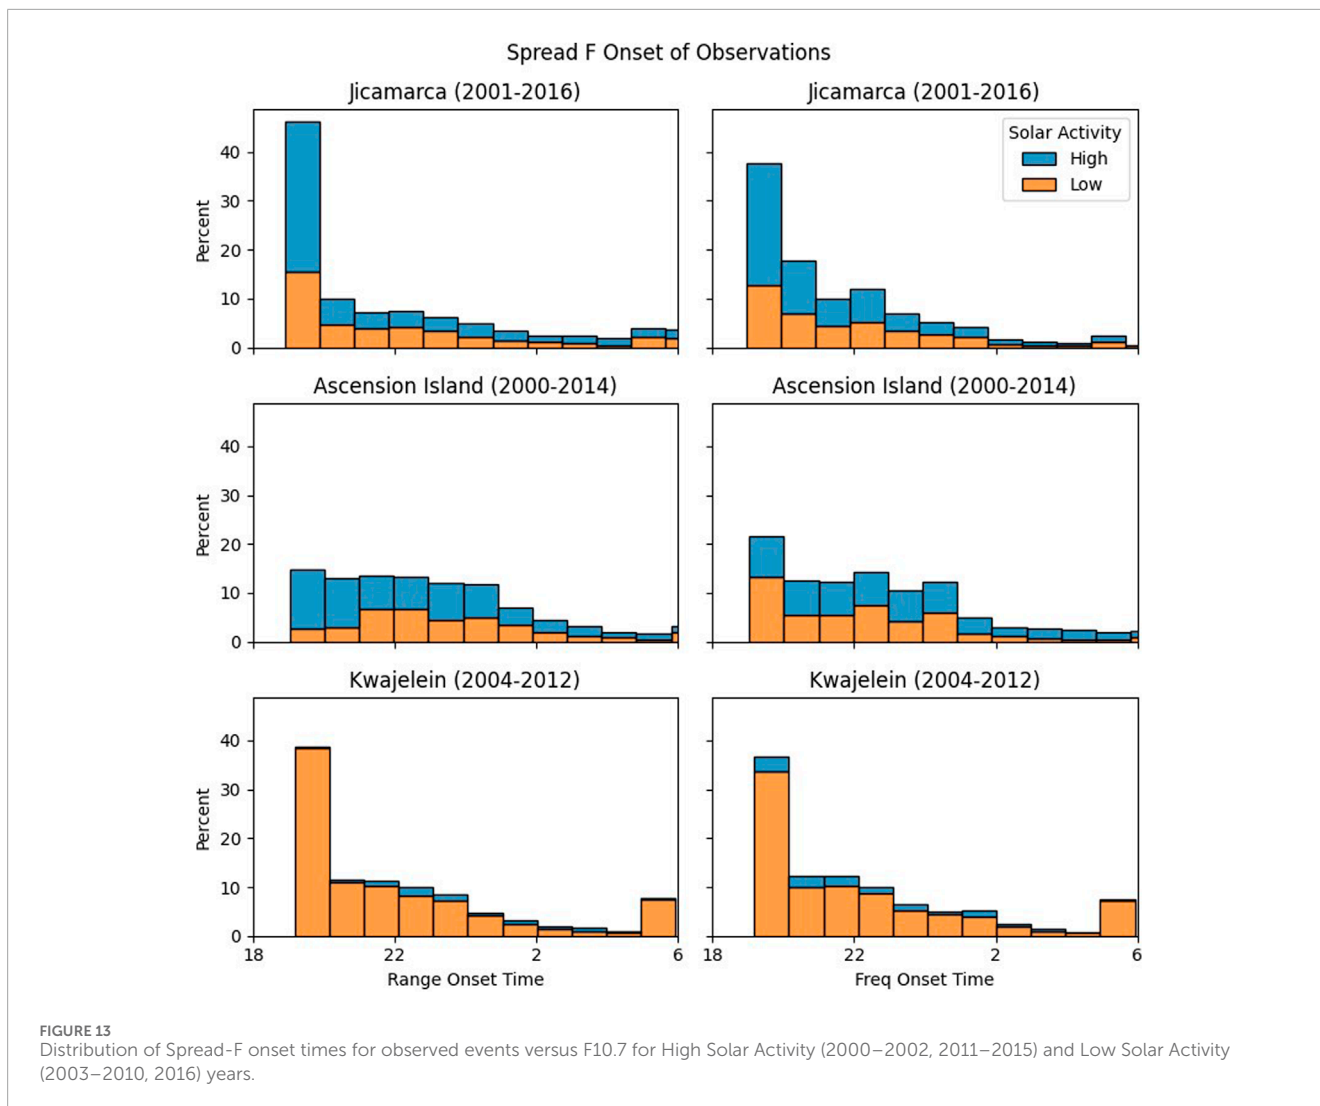 Spread F Onset of Observations
Jicamarca (2001-2016)
Jicamarca (2001-2016)
Percent
40
30
20
10
0
Solar Activity
High
Low
Ascension Island (2000-2014)
Ascension Island (2000-2014)
Percent
40
30
20
10
0
Kwajelein (2004-2012)
Kwajelein (2004-2012)
Percent
40
30
20
10
0
18
22
2
6
18
22
2
6
Range Onset Time
Freq Onset Time
FIGURE 13
Distribution of Spread-F onset times for observed events versus F10.7 for High Solar Activity (2000–2002, 2011–2015) and Low Solar Activity
(2003–2010, 2016) years.